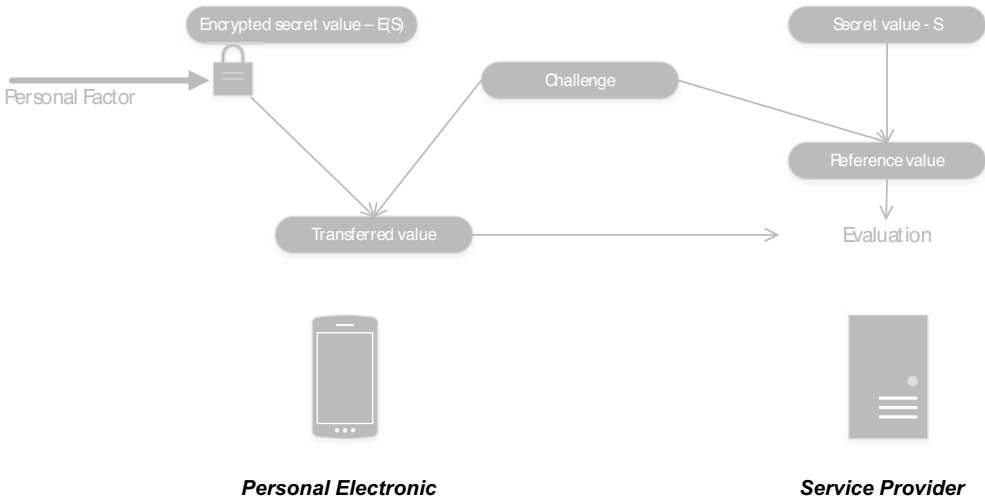 Encrypted secret value – E(S)
Secret value - S
Personal Factor
Challenge
Reference value
Transferred value
Evaluation
Personal Electronic
Service Provider